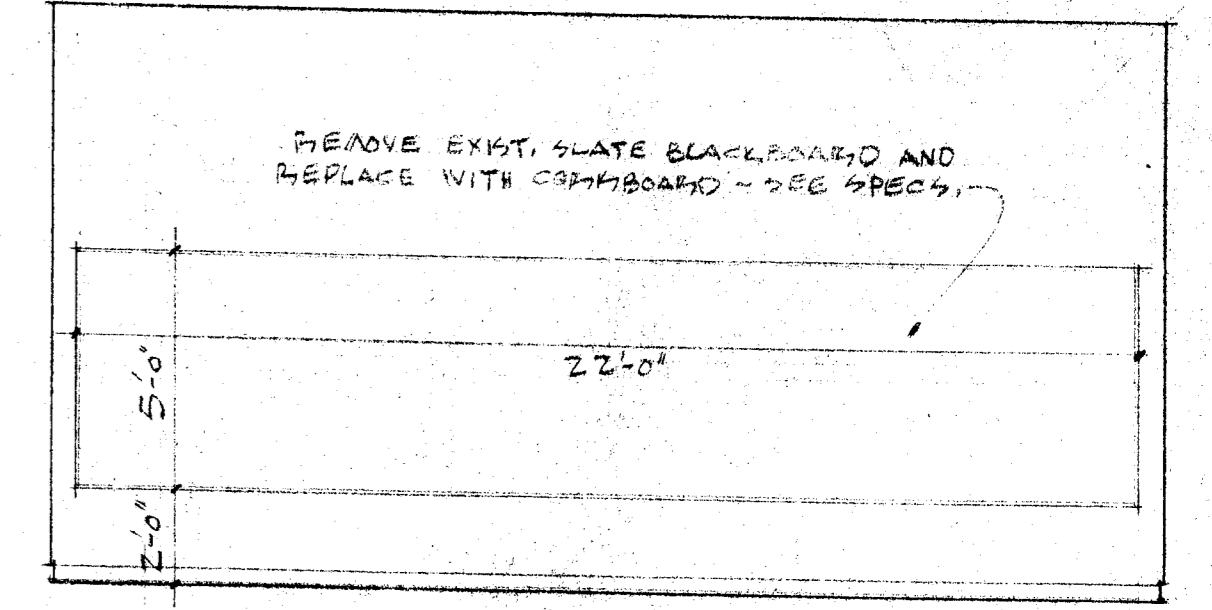 REMOVE EXIST. SLATE BLACKBOARD AND
REPLACE WITH CORKBOARD ~ SEE SPECS.
22'-0"
5'-0"
2'-0"